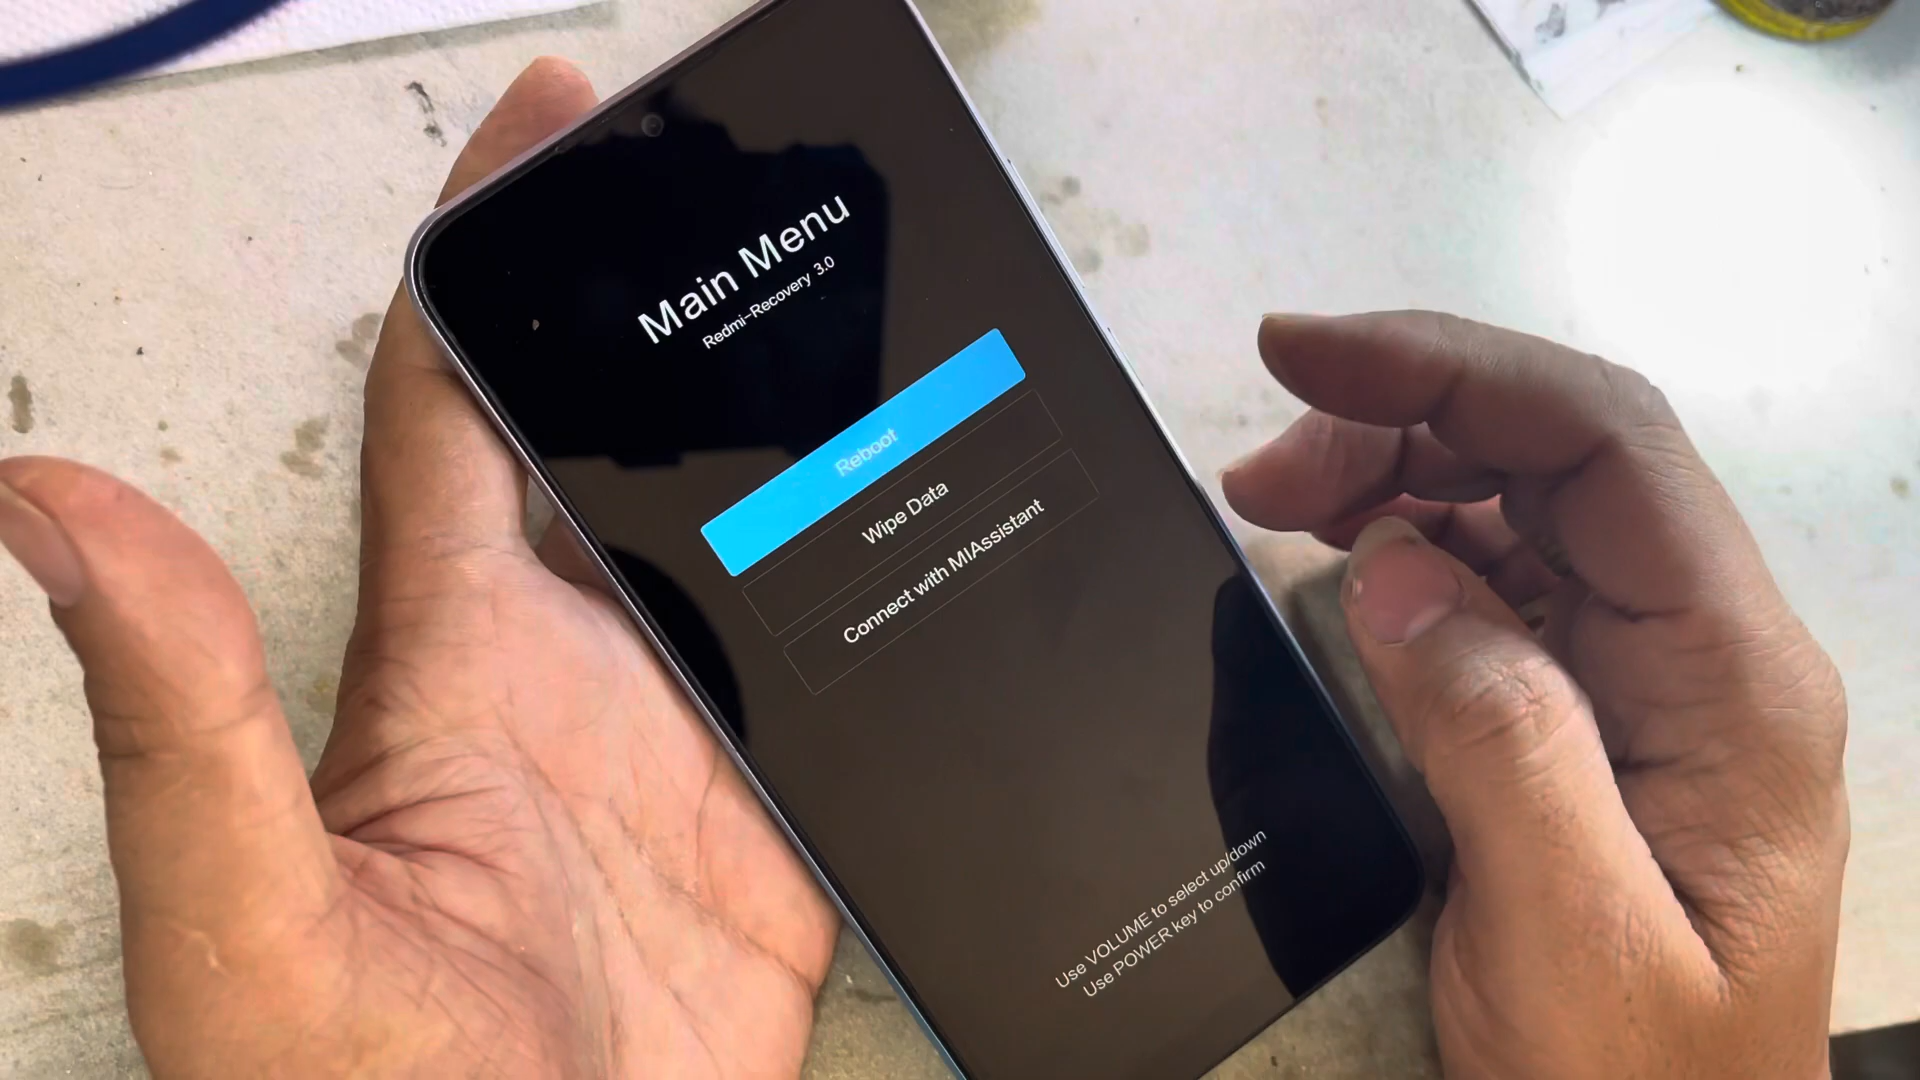 Main Menu
Redmi-Recovery 3.0
Reboot
Wipe Data
Connect with MIAssistant
Use VOLUME to select up/down
Use POWER key to confirm